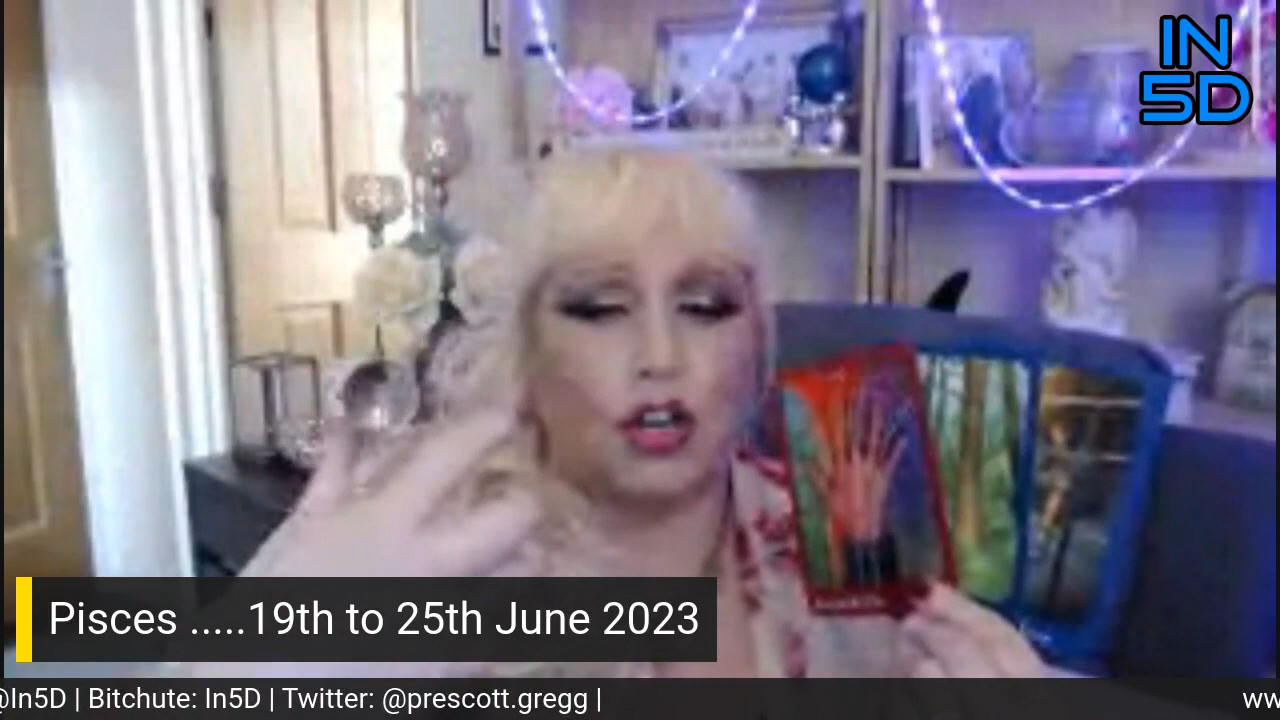 IN
5D
Pisces .....19th to 25th June 2023
@In5D | Bitchute: In5D | Twitter: @prescott.gregg |
ww